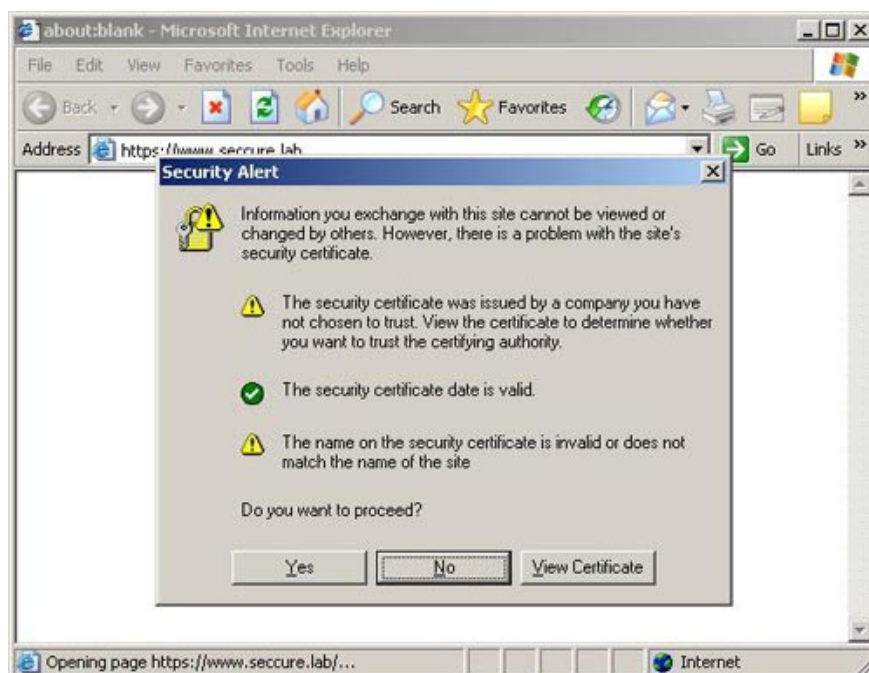 about:blank - Microsoft Internet Explorer
File Edit View Favorites Tools Help
Back Search Favorites
Address https://www.seccure.lab Go Links »
Security Alert
Information you exchange with this site cannot be viewed or
changed by others. However, there is a problem with the site's
security certificate.
The security certificate was issued by a company you have
not chosen to trust. View the certificate to determine whether
you want to trust the certifying authority.
The security certificate date is valid.
The name on the security certificate is invalid or does not
match the name of the site
Do you want to proceed?
Yes No View Certificate
Opening page https://www.seccure.lab/... Internet